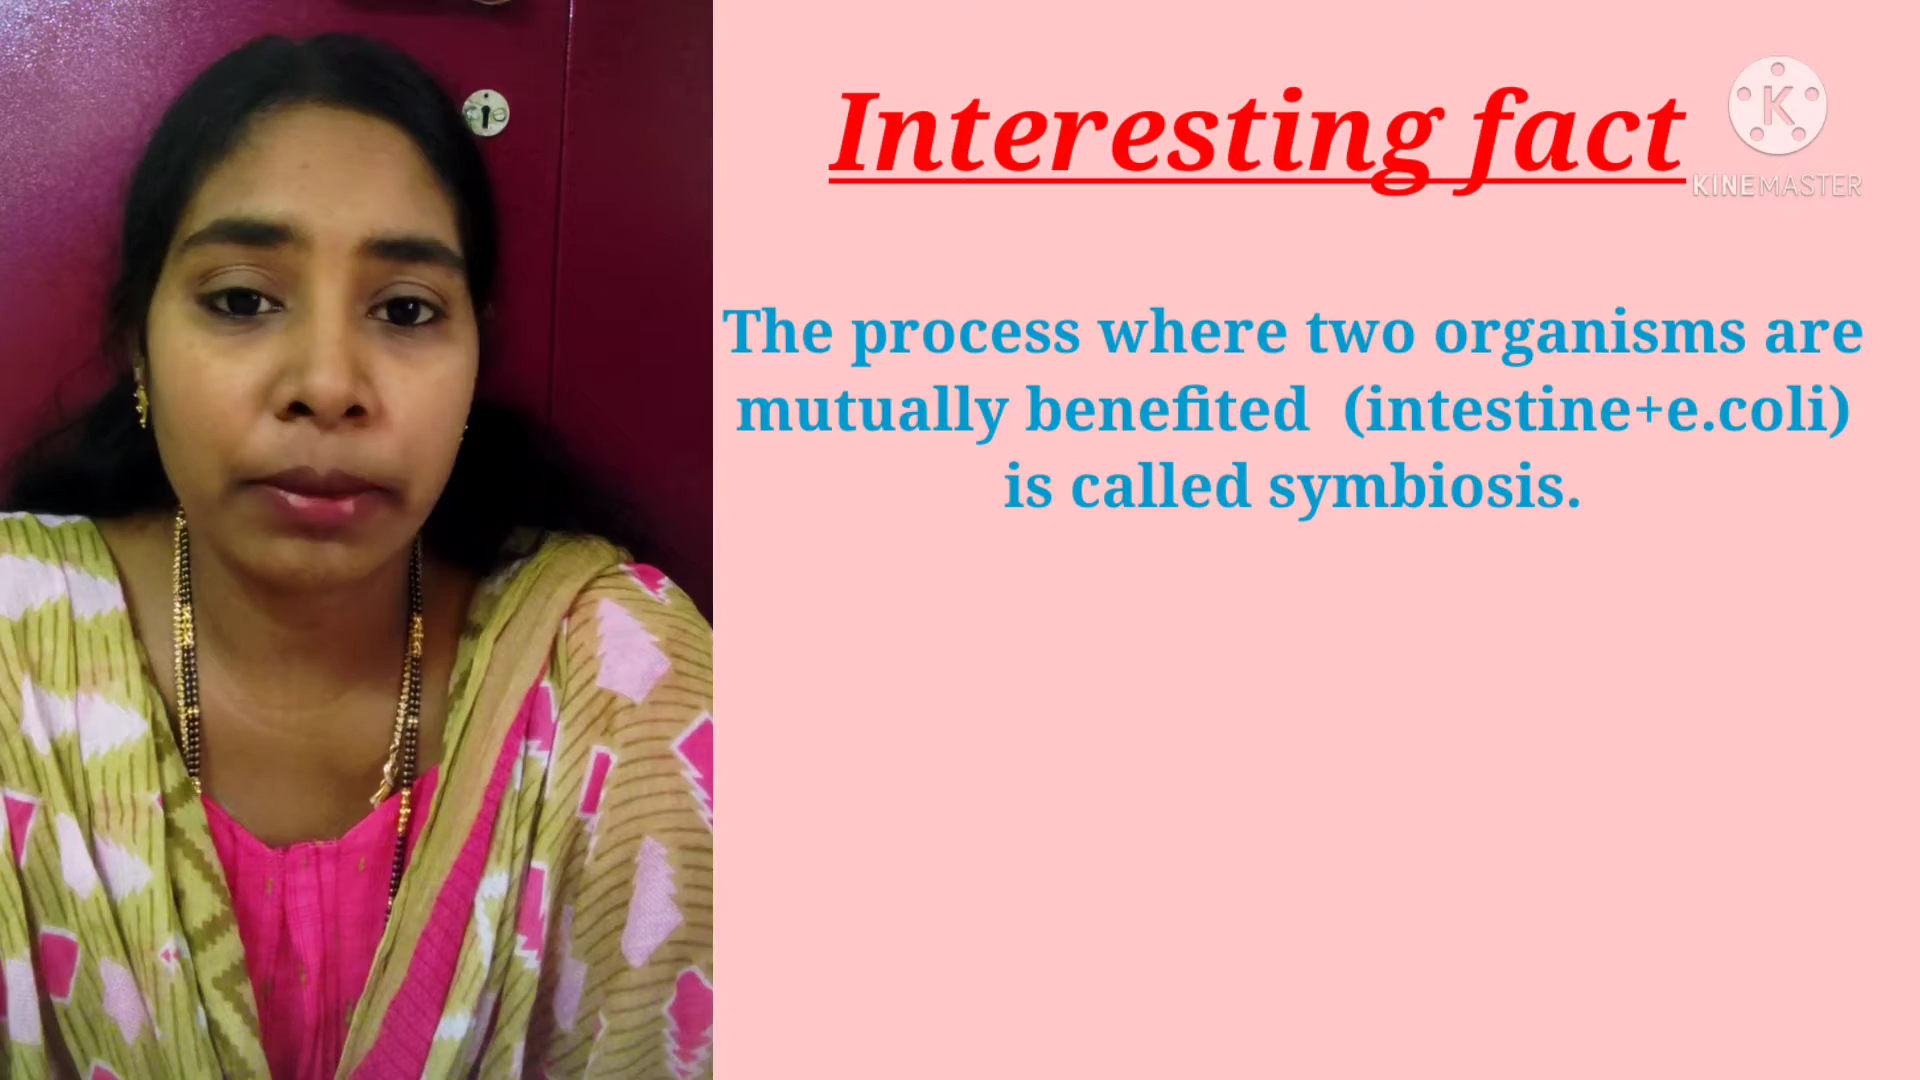 Interesting fact
KINEMASTER
The process where two organisms are
mutually benefited (intestine+e.coli)
is called symbiosis.